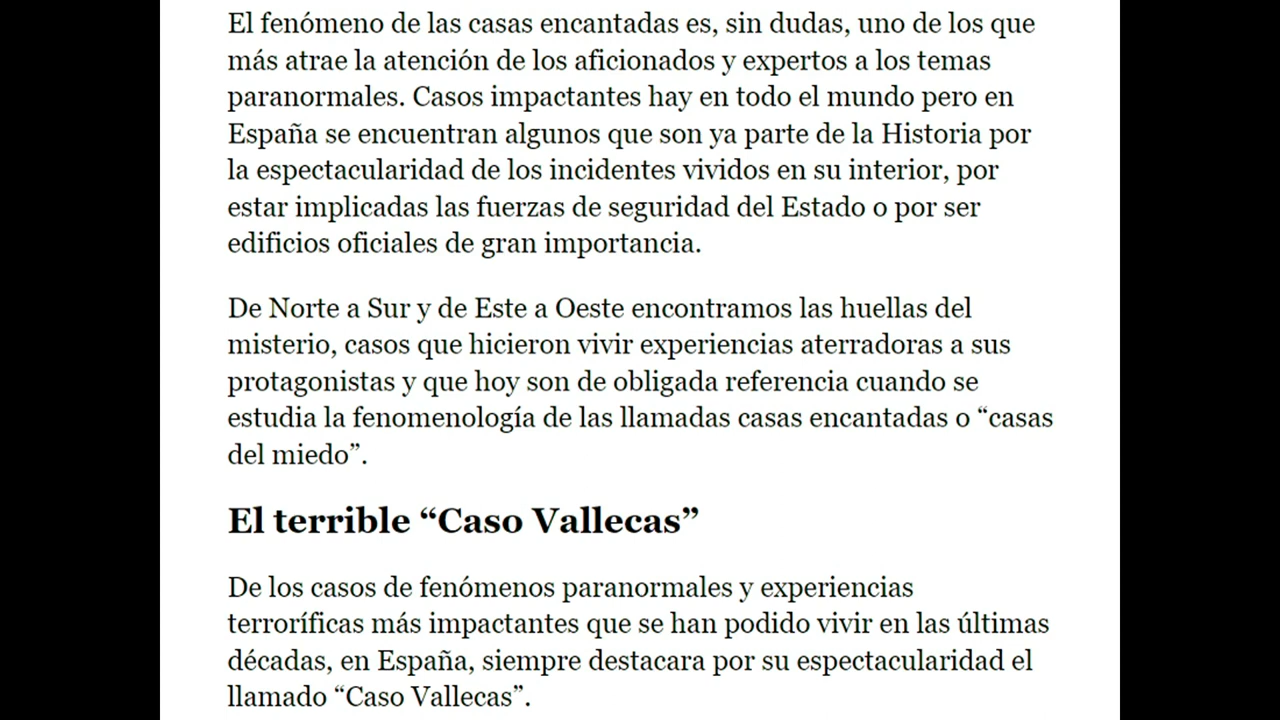 El fenómeno de las casas encantadas es, sin dudas, uno de los que
más atrae la atención de los aficionados y expertos a los temas
paranormales. Casos impactantes hay en todo el mundo pero en
España se encuentran algunos que son ya parte de la Historia por
la espectacularidad de los incidentes vividos en su interior, por
estar implicadas las fuerzas de seguridad del Estado o por ser
edificios oficiales de gran importancia.
De Norte a Sur y de Este a Oeste encontramos las huellas del
misterio, casos que hicieron vivir experiencias aterradoras a sus
protagonistas y que hoy son de obligada referencia cuando se
estudia la fenomenología de las llamadas casas encantadas o “casas
del miedo”.
El terrible “Caso Vallecas”
De los casos de fenómenos paranormales y experiencias
terroríficas más impactantes que se han podido vivir en las últimas
décadas, en España, siempre destacara por su espectacularidad el
llamado “Caso Vallecas”.